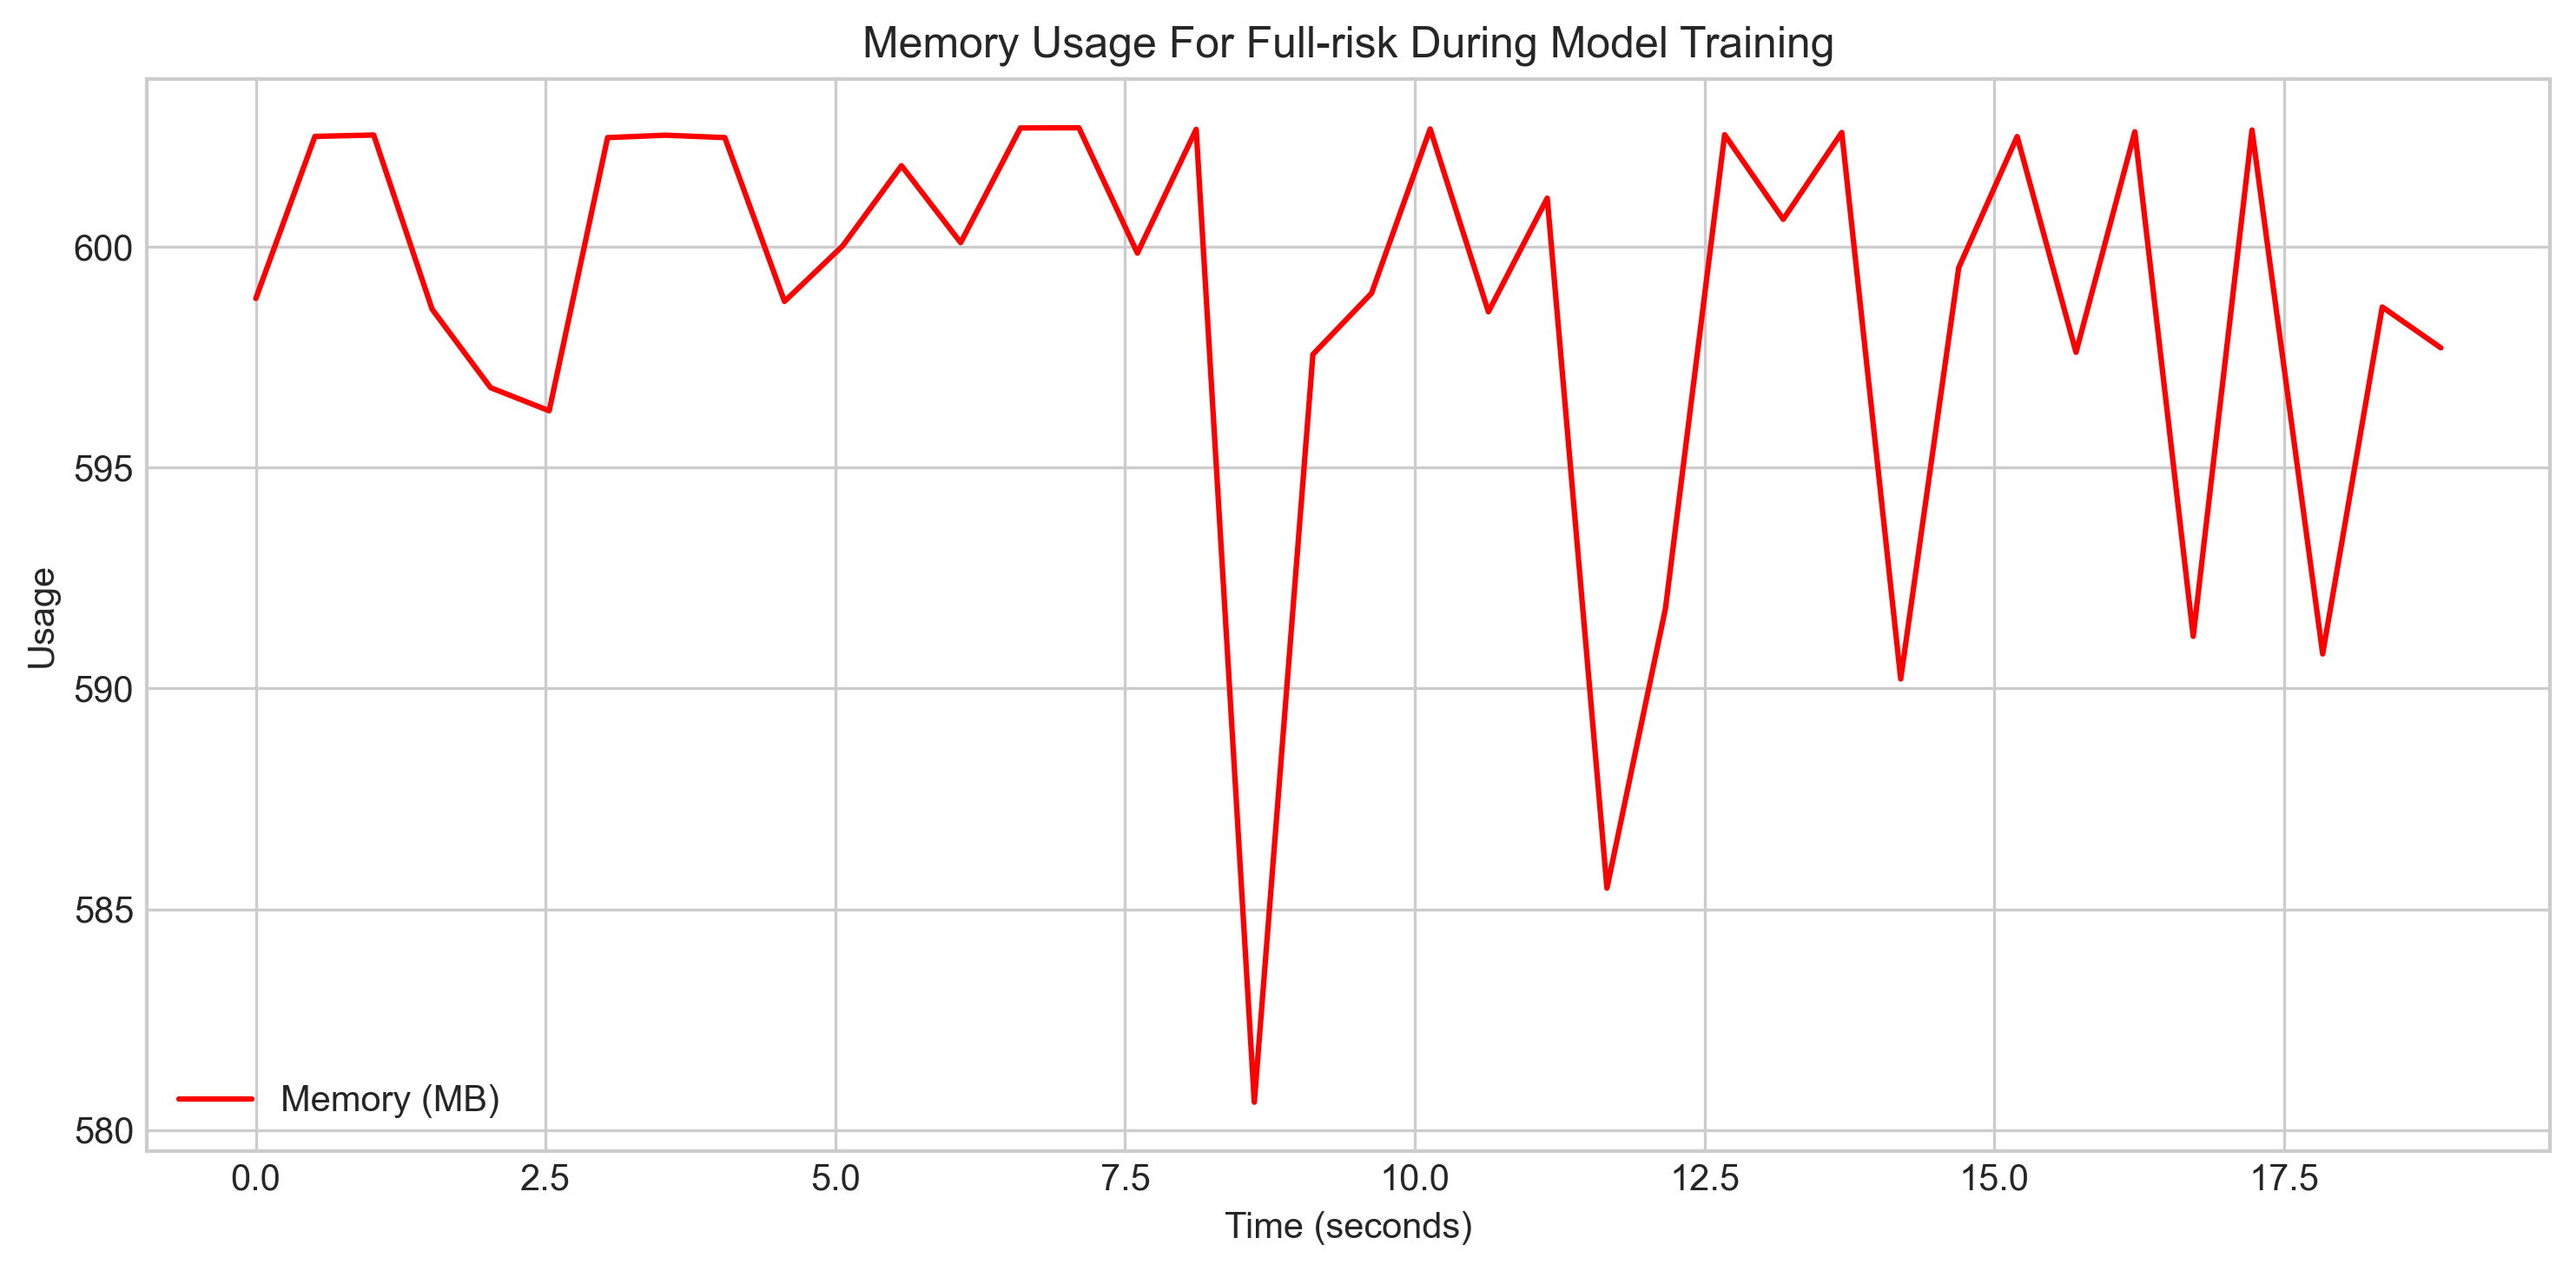 Memory Usage For Full-risk During Model Training
600
595
590
585
580
Usage
Memory (MB)
0.0 2.5 5.0 7.5 10.0 12.5 15.0 17.5
Time (seconds)